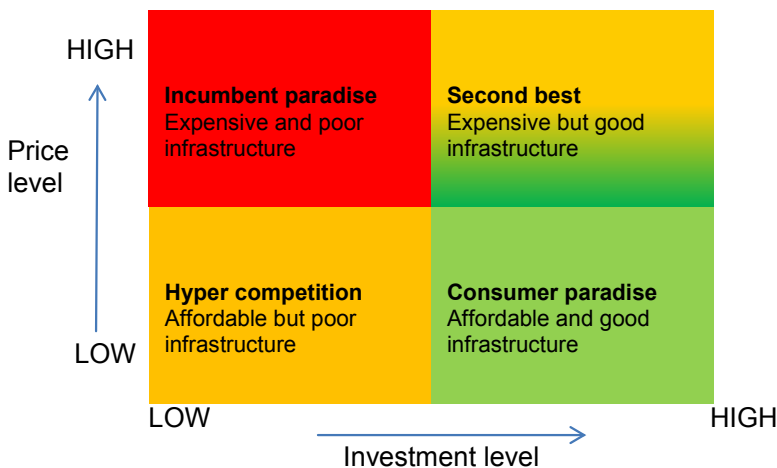 HIGH
Price
level
LOW
Incumbent paradise
Expensive and poor
infrastructure
Second best
Expensive but good
infrastructure
Hyper competition
Affordable but poor
infrastructure
Consumer paradise
Affordable and good
infrastructure
LOW
HIGH
Investment level